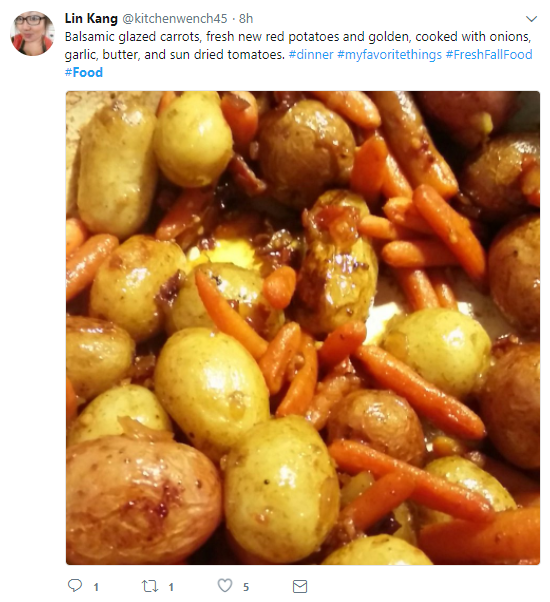 Lin Kang @kitchenwench45 · 8h
Balsamic glazed carrots, fresh new red potatoes and golden, cooked with onions,
garlic, butter, and sun dried tomatoes. #dinner #myfavoritethings #FreshFallFood
#Food
1 1 5